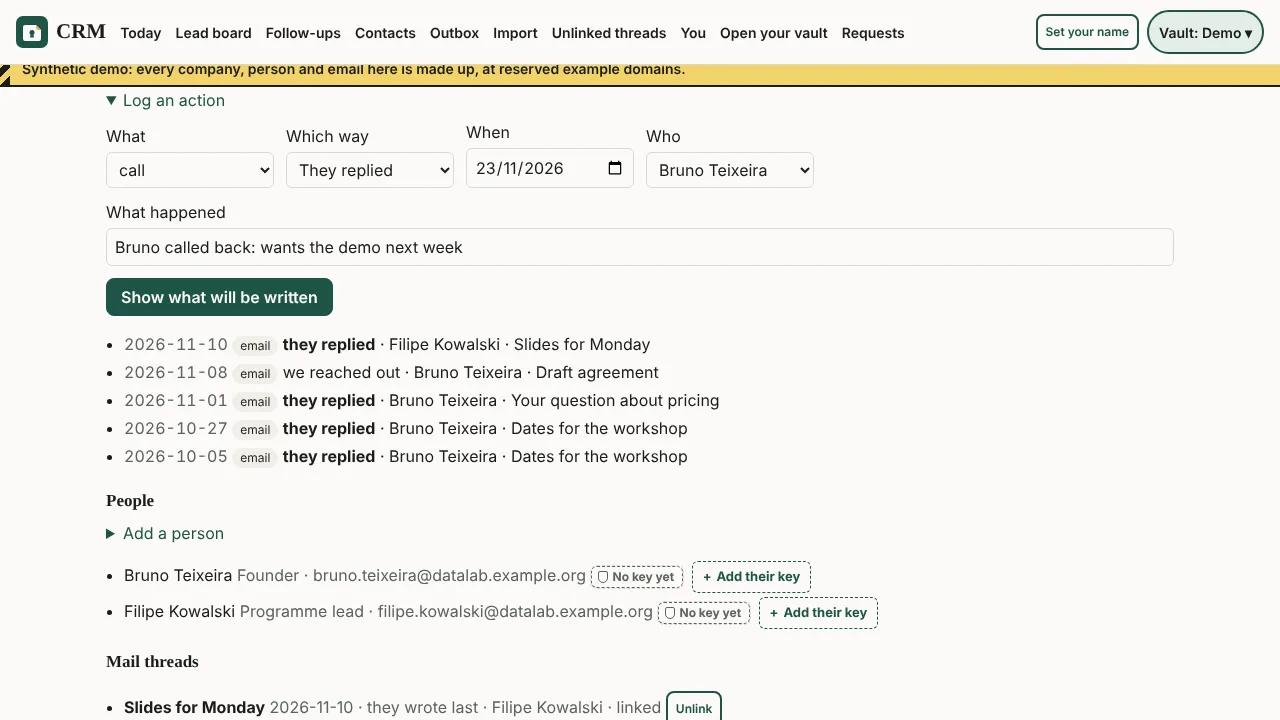 CRM Today Lead board Follow-ups Contacts Outbox Import Unlinked threads You Open your vault Requests Set your name Vault: Demo ▾
Synthetic demo: every company, person and email here is made up, at reserved example domains.
▼ Log an action
What Which way When Who
call They replied 23/11/2026 Bruno Teixeira
What happened
Bruno called back: wants the demo next week
Show what will be written
• 2026-11-10 email they replied · Filipe Kowalski · Slides for Monday
• 2026-11-08 email we reached out · Bruno Teixeira · Draft agreement
• 2026-11-01 email they replied · Bruno Teixeira · Your question about pricing
• 2026-10-27 email they replied · Bruno Teixeira · Dates for the workshop
• 2026-10-05 email they replied · Bruno Teixeira · Dates for the workshop
People
▶ Add a person
• Bruno Teixeira Founder · bruno.teixeira@datalab.example.org No key yet + Add their key
• Filipe Kowalski Programme lead · filipe.kowalski@datalab.example.org No key yet + Add their key
Mail threads
• Slides for Monday 2026-11-10 · they wrote last · Filipe Kowalski · linked Unlink